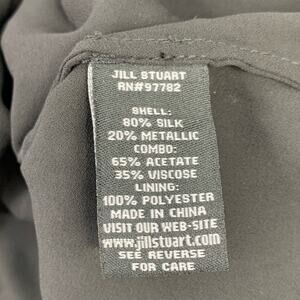 JILL STUART
RN#97782
SHELL:
80% SILK
20% METALLIC
COMBO:
65% ACETATE
35% VISCOSE
LINING:
100% POLYESTER
MADE IN CHINA
VISIT OUR WEB-SITE
www.jillstuart.com
SEE REVERSE
FOR CARE